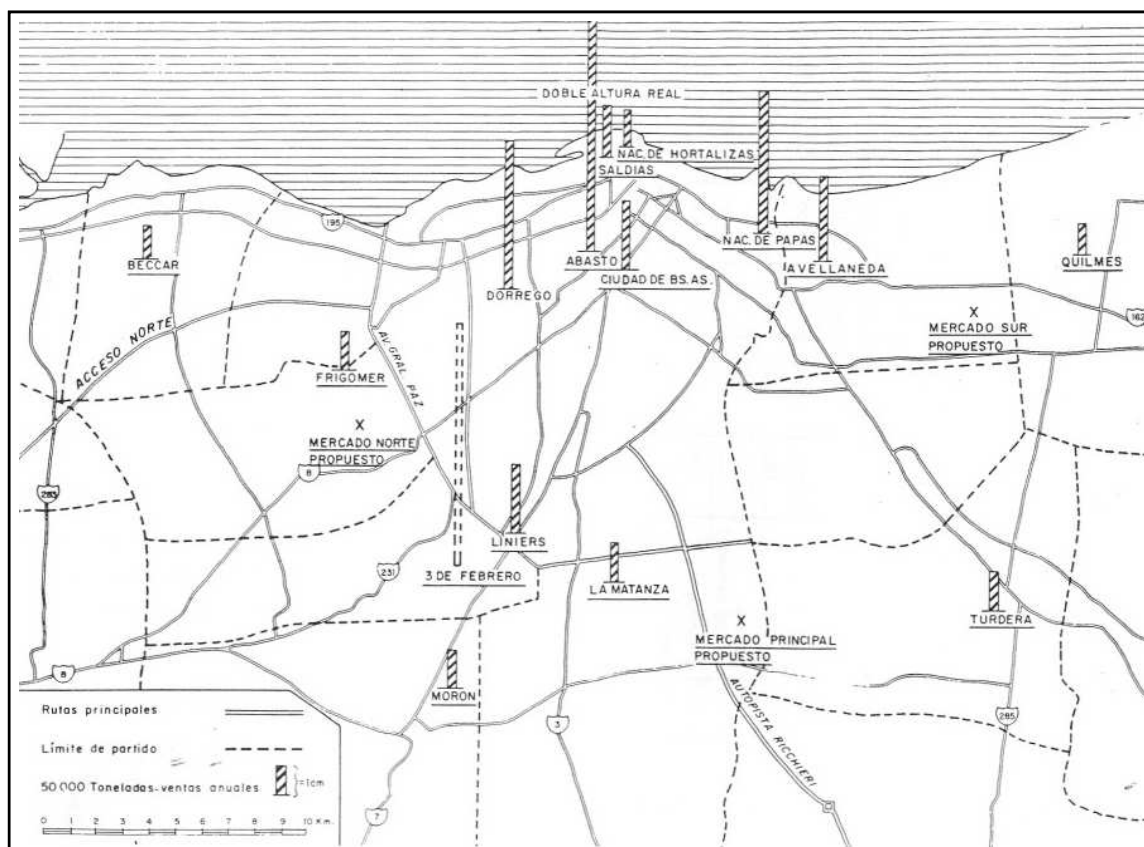 DOBLE ALTURA REAL
NAC. DE HORTALIZAS
SALDIAS
195
NAC. DE PAPAS
BECCAR
ABASTO
AVELLANEDA
QUILMES
CIUDAD DE BS. AS.
DORREGO
X
MERCADO SUR
PROPUESTO
162
ACCESO NORTE
AV. GRAL PAZ
FRIGOMER
X
MERCADO NORTE
PROPUESTO
8
203
LINIERS
3 DE FEBRERO
231
LA MATANZA
TURDERA
X
MERCADO PRINCIPAL
PROPUESTO
8
MORON
AUTOPISTA RICCHIERI
3
285
7
Rutas principales
Límite de partido
50 000 Toneladas-ventas anuales =1cm
0 1 2 3 4 5 6 7 8 9 10 Km.